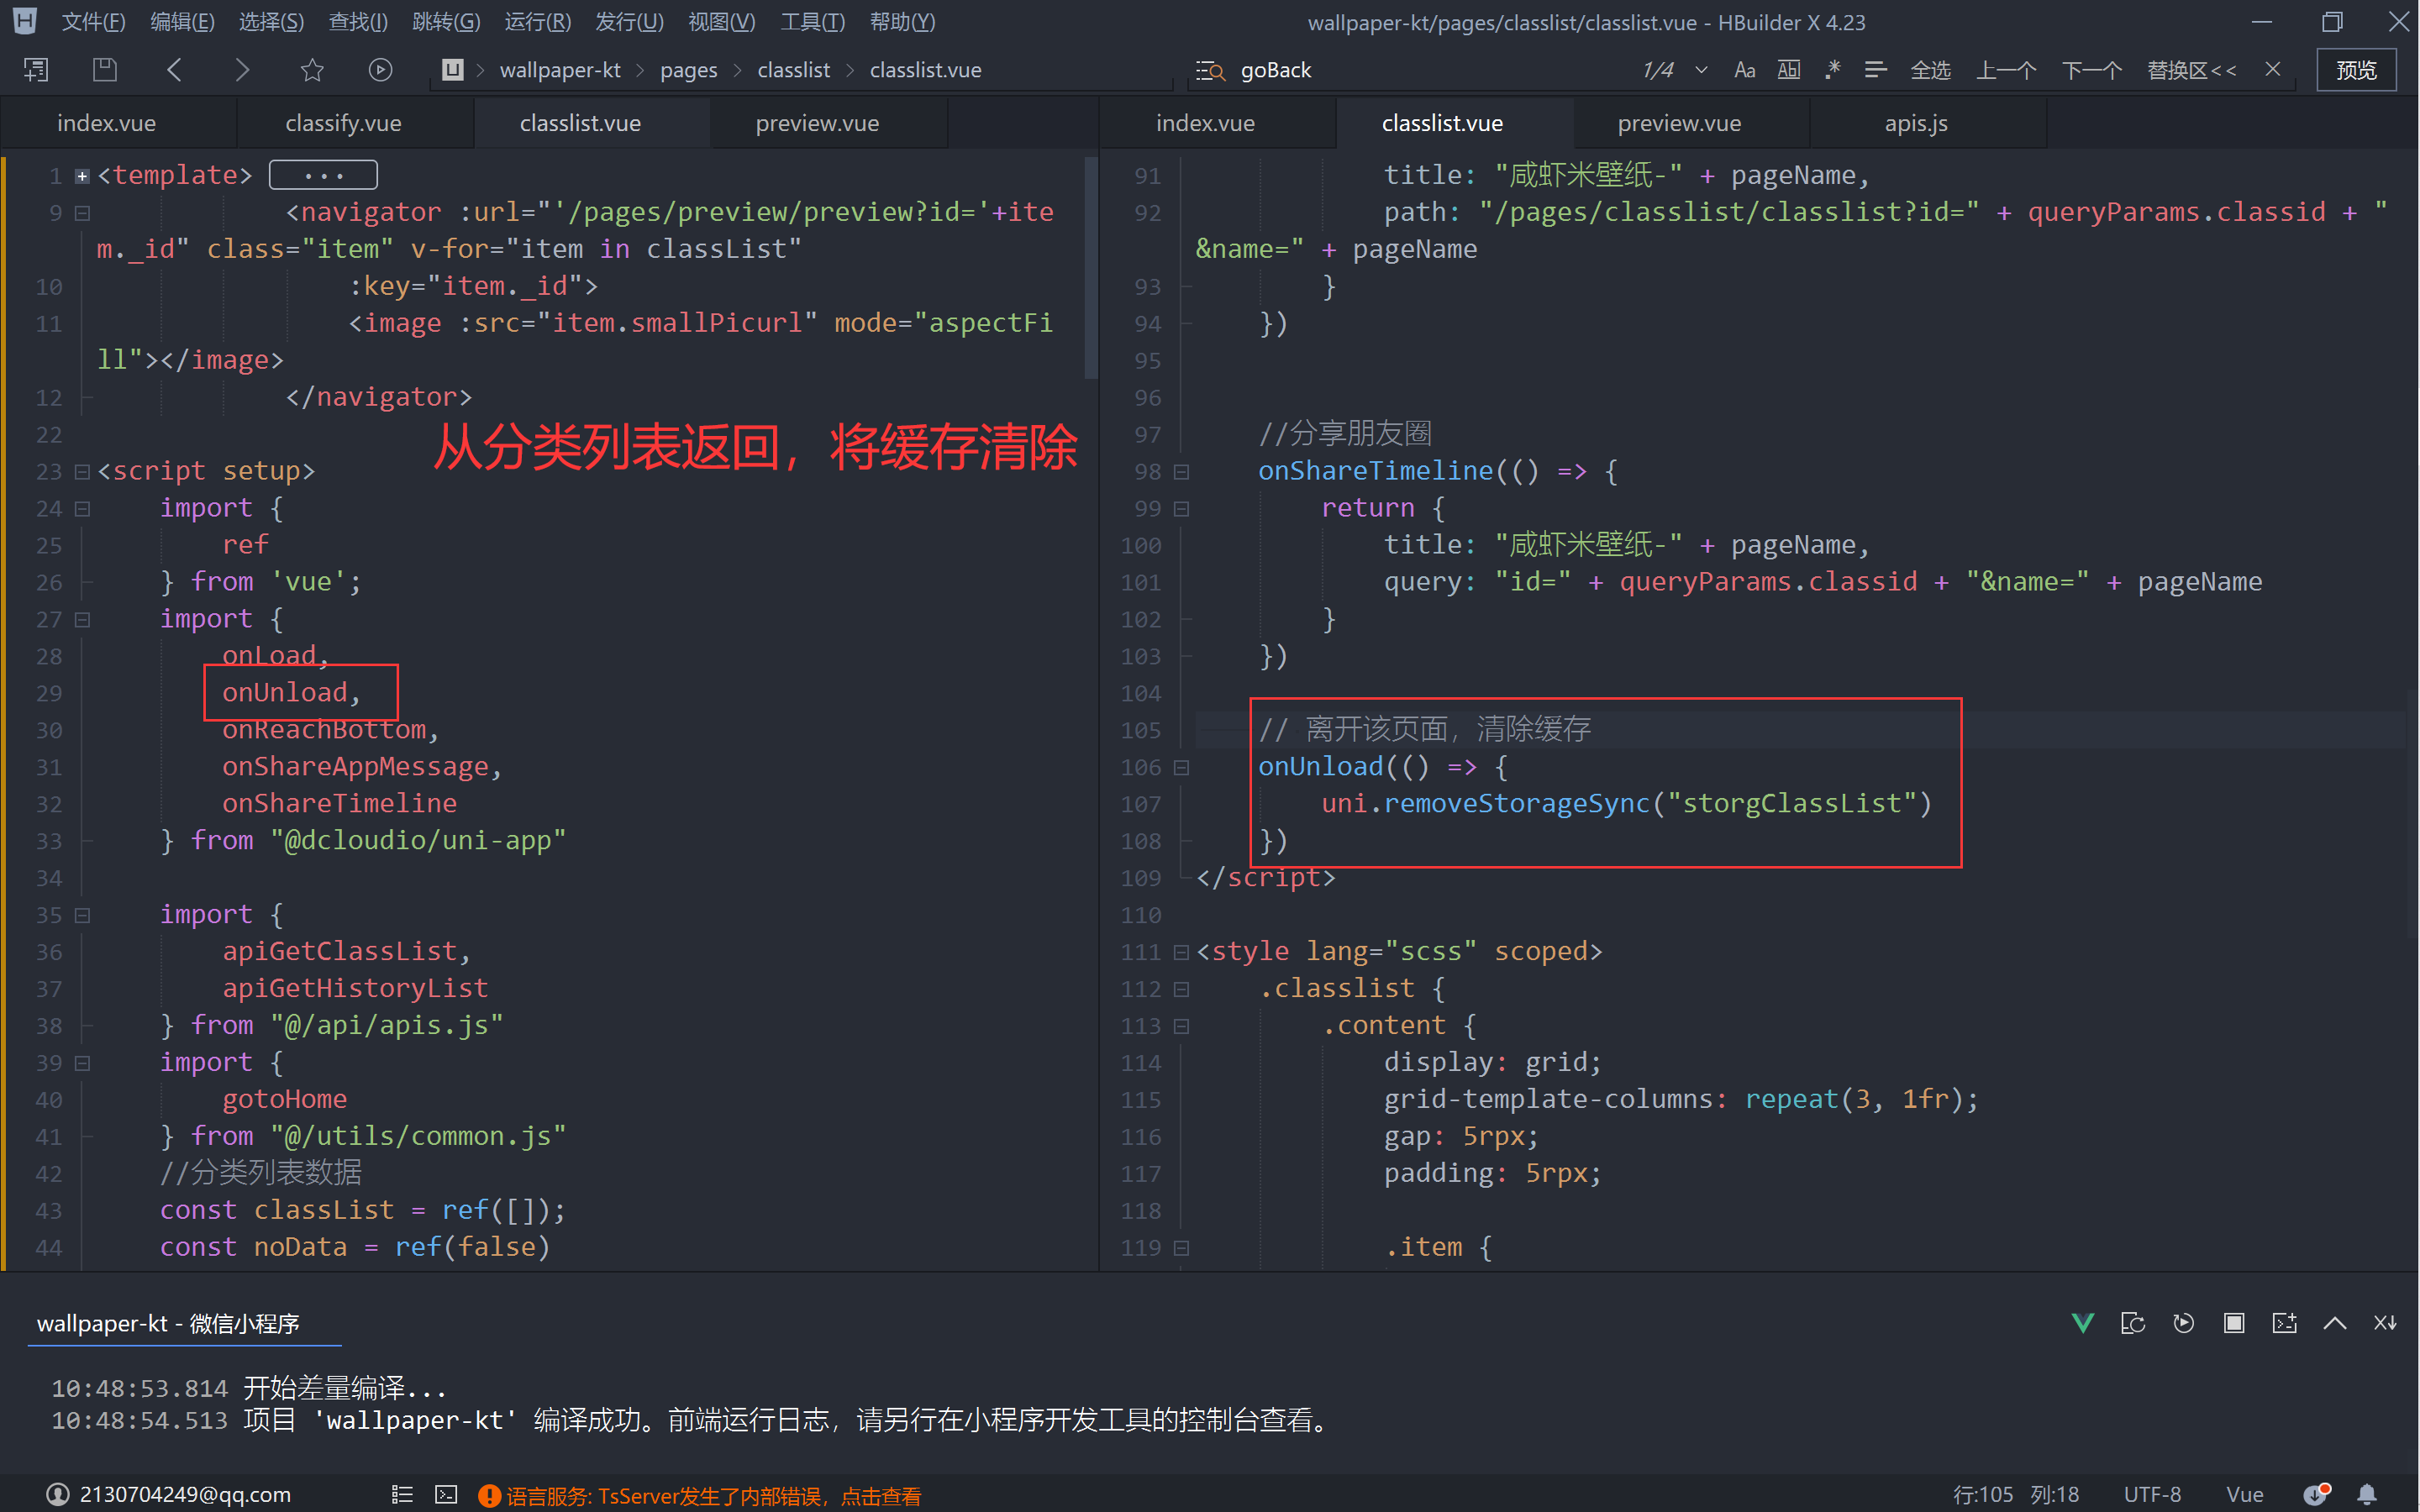 文件(F) 编辑(E) 选择(S) 查找(I) 跳转(G) 运行(R) 发行(U) 视图(V) 工具(T) 帮助(Y) wallpaper-kt/pages/classlist/classlist.vue - HBuilder X 4.23
wallpaper-kt pages classlist classlist.vue goBack 1/4 Aa Ab .* 全选 上一个 下一个 替换区<< 预览
index.vue classify.vue classlist.vue preview.vue
1 <template> ...
9 <navigator :url="'/pages/preview/preview?id='+ite
m._id" class="item" v-for="item in classList"
10 :key="item._id">
11 <image :src="item.smallPicurl" mode="aspectFi
ll"></image>
12 </navigator>
22
从分类列表返回，将缓存清除
23 <script setup>
24 import {
25 ref
26 } from 'vue';
27 import {
28 onLoad,
29 onUnload,
30 onReachBottom,
31 onShareAppMessage,
32 onShareTimeline
33 } from "@dcloudio/uni-app"
34
35 import {
36 apiGetClassList,
37 apiGetHistoryList
38 } from "@/api/apis.js"
39 import {
40 gotoHome
41 } from "@/utils/common.js"
42 //分类列表数据
43 const classList = ref([]);
44 const noData = ref(false)
index.vue classlist.vue preview.vue apis.js
91 title: "咸虾米壁纸-" + pageName,
92 path: "/pages/classlist/classlist?id=" + queryParams.classid + "
&name=" + pageName
93 }
94 })
95
96
97 //分享朋友圈
98 onShareTimeline(() => {
99 return {
100 title: "咸虾米壁纸-" + pageName,
101 query: "id=" + queryParams.classid + "&name=" + pageName
102 }
103 })
104
105 // 离开该页面，清除缓存
106 onUnload(() => {
107 uni.removeStorageSync("storgClassList")
108 })
109 </script>
110
111 <style lang="scss" scoped>
112 .classlist {
113 .content {
114 display: grid;
115 grid-template-columns: repeat(3, 1fr);
116 gap: 5rpx;
117 padding: 5rpx;
118
119 .item {
wallpaper-kt - 微信小程序
10:48:53.814 开始差量编译...
10:48:54.513 项目 'wallpaper-kt' 编译成功。前端运行日志，请另行在小程序开发工具的控制台查看。
2130704249@qq.com 语言服务: TsServer发生了内部错误，点击查看 行:105 列:18 UTF-8 Vue